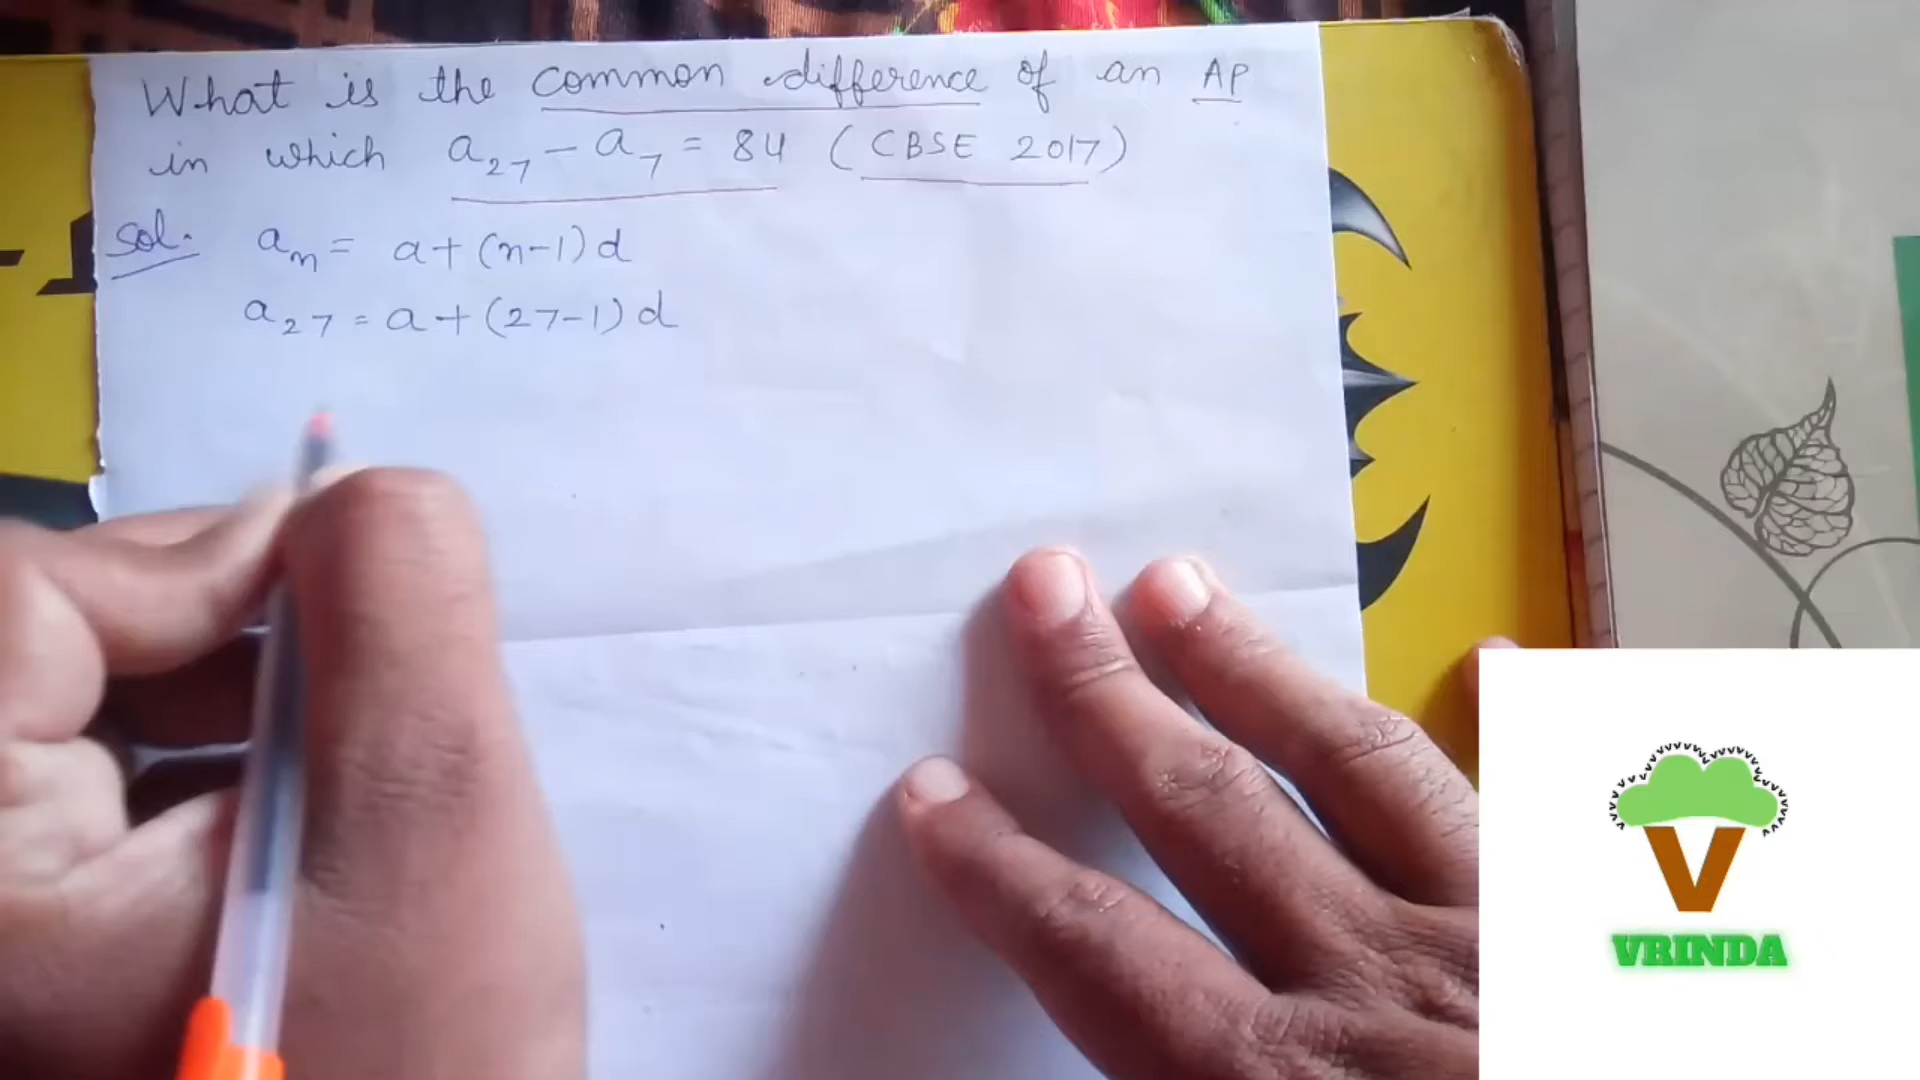 What is the common difference of an AP
in which a₂₇ - a₇ = 84 (CBSE 2017)
Sol. aₙ = a + (n-1) d
a₂₇ = a + (27-1) d
V
VRINDA